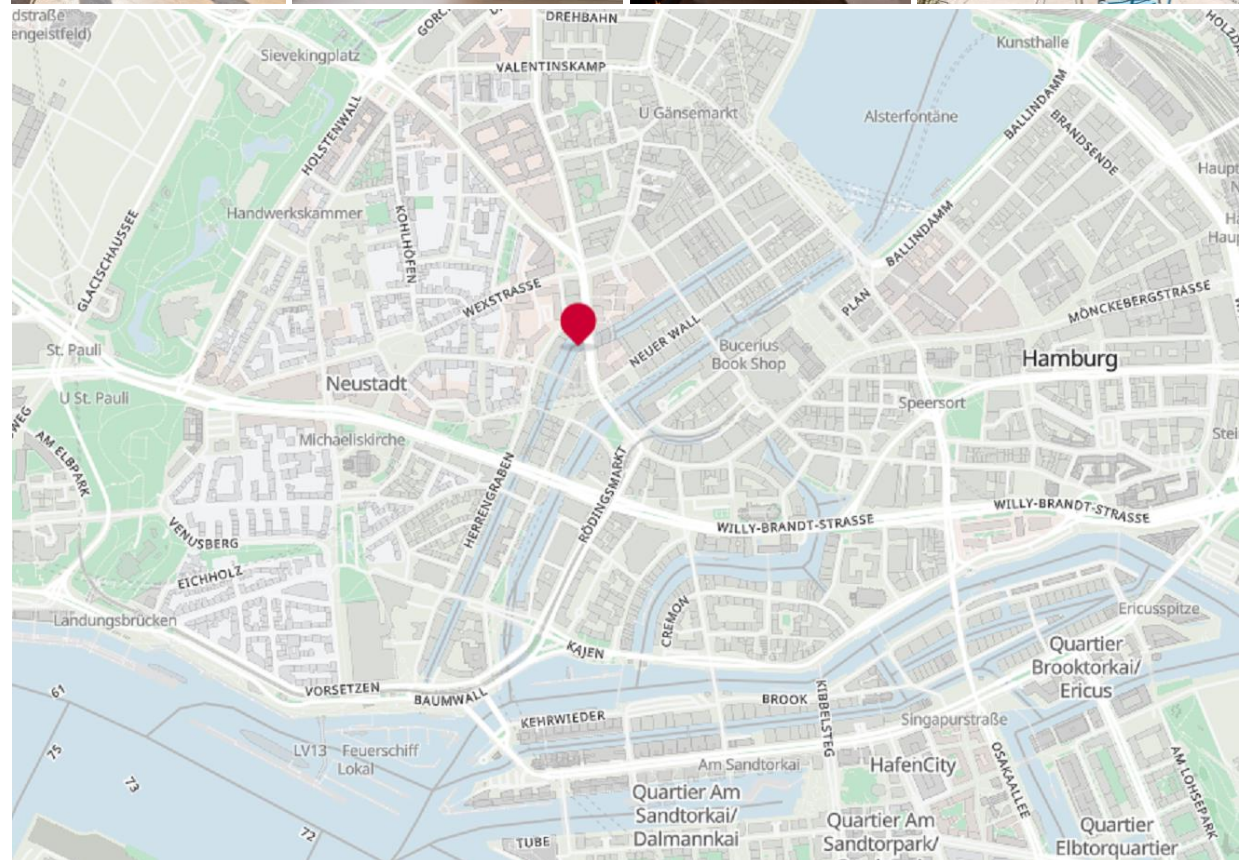 dstraße
engeistfeld)
DREHBAHN
Sievekingplatz
VALENTINSKAMP
Kunsthalle
U Gänsemarkt
Alsterfontäne
BALLINDAMM
BRANDSENDE
HOLSTENWALL
Handwerkskammer
KOHLHÖFEN
GLACISCHAUSSEE
BALLINDAMM
WEXSTRASSE
PLAN
MÖNCKEBERGSTRASSE
NEUER WALL
St. Pauli
Bucerius
Book Shop
Hamburg
Neustadt
U St. Pauli
Speersort
AM ELBPARK
Michaeliskirche
HERRENGRABEN
RÖDINGSMARKT
WILLY-BRANDT-STRASSE
WILLY-BRANDT-STRASSE
VENUSBERG
EICHHOLZ
Landungsbrücken
CREMON
Ericusspitze
KAJEN
Quartier
Brooktorkai/
Ericus
VORSETZEN
BAUMWALL
BROOK
KIBBELSTEG
KEHRWIEDER
Singapurstraße
61
75
73
72
LV13 Feuerschiff
Lokal
Am Sandtorkai
HafenCity
OSAKAALLEE
AM LOHSEPARK
Quartier Am
Sandtorkai/
Dalmannkai
Quartier Am
Sandtorpark/
TUBE
Quartier
Elbtorquartier